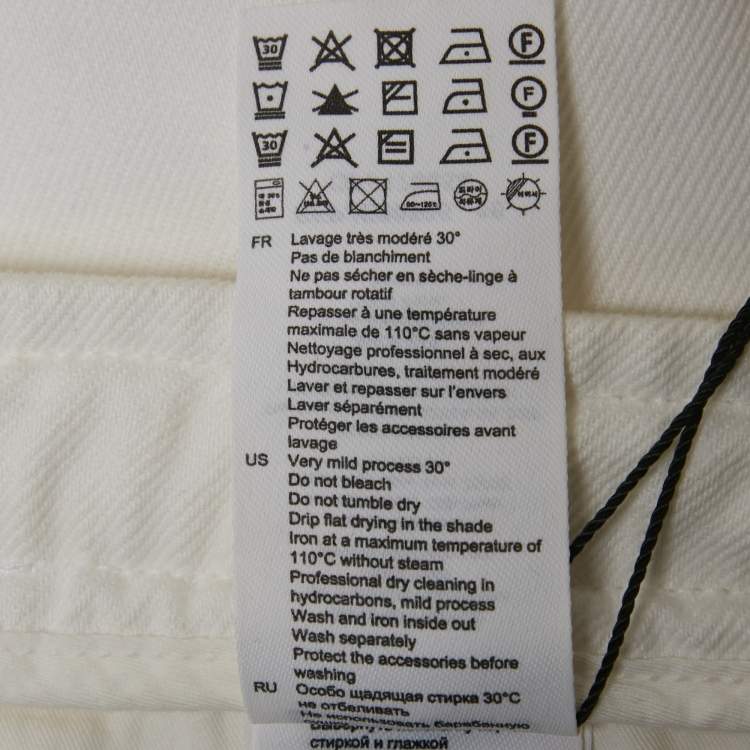 30 F
F
30 F
80~120℃
FR Lavage très modéré 30°
Pas de blanchiment
Ne pas sécher en sèche-linge à
tambour rotatif
Repasser à une température
maximale de 110°C sans vapeur
Nettoyage professionnel à sec, aux
Hydrocarbures, traitement modéré
Laver et repasser sur l'envers
Laver séparément
Protéger les accessoires avant
lavage
US Very mild process 30°
Do not bleach
Do not tumble dry
Drip flat drying in the shade
Iron at a maximum temperature of
110°C without steam
Professional dry cleaning in
hydrocarbons, mild process
Wash and iron inside out
Wash separately
Protect the accessories before
washing
RU Особо щадящая стирка 30°C
не отбеливать
Не использовать барабанную
стиркой и глажкой